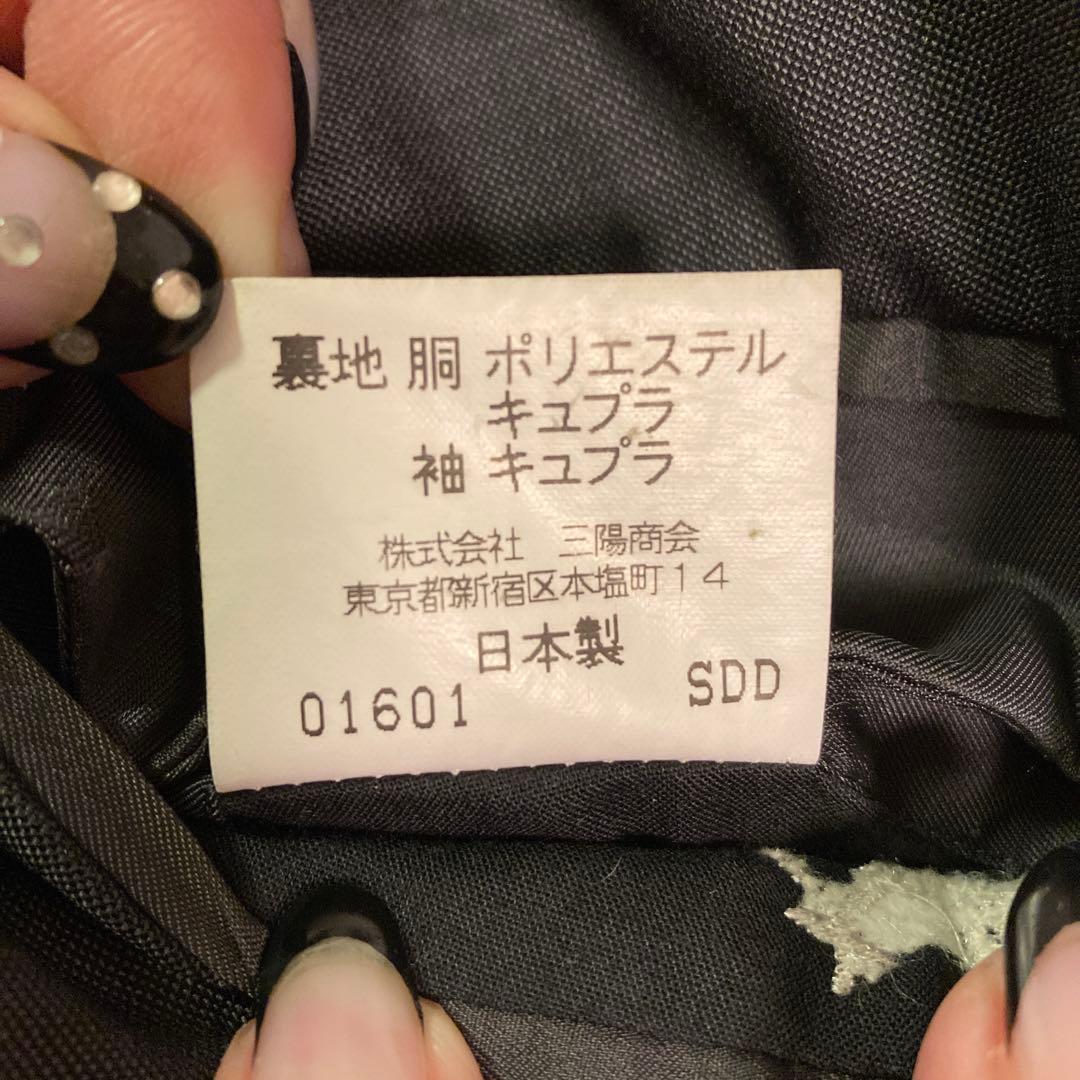 裏地 胴 ポリエステル
キュプラ
袖 キュプラ
株式会社 三陽商会
東京都新宿区本塩町14
日本製
01601 SDD